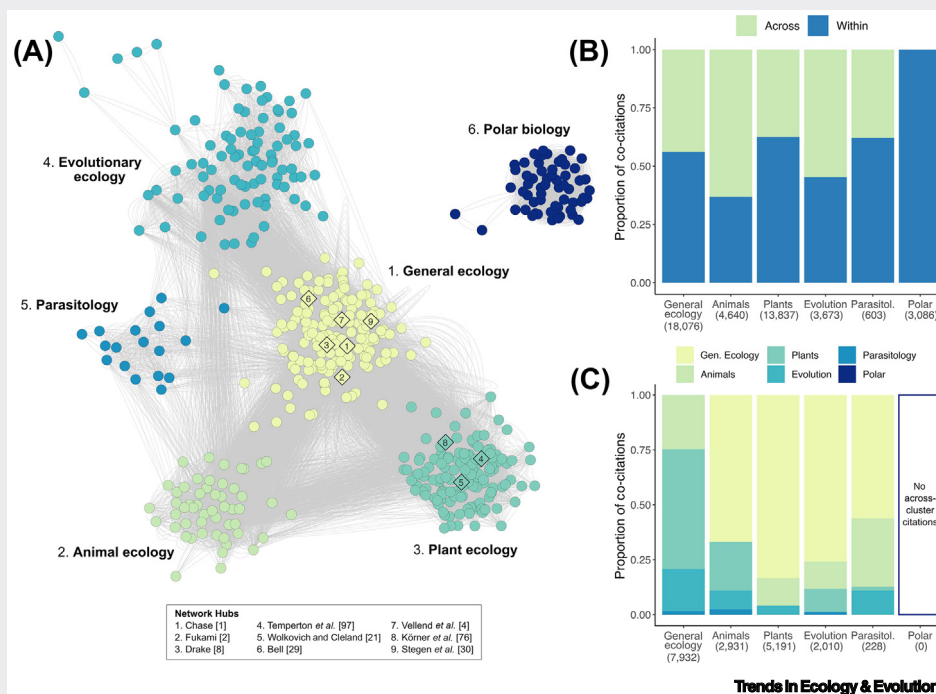 (A)
4. Evolutionary
ecology
6. Polar biology
1. General ecology
5. Parasitology
6
7
9
3
1
2
8
4
5
2. Animal ecology
3. Plant ecology
Network Hubs
1. Chase [1]
2. Fukami [2]
3. Drake [8]
4. Temperton et al. [97]
5. Wolkovich and Cleland [21]
6. Bell [29]
7. Vellend et al. [4]
8. Körner et al. [76]
9. Stegen et al. [30]
(B)
Across
Within
Proportion of co-citations
1.00
0.75
0.50
0.25
0.00
General
ecology
(18,076)
Animals
(4,640)
Plants
(13,837)
Evolution
(3,673)
Parasitol.
(603)
Polar
(3,086)
(C)
Gen. Ecology
Plants
Parasitology
Animals
Evolution
Polar
Proportion of co-citations
1.00
0.75
0.50
0.25
0.00
No
across-
cluster
citations
General
ecology
(7,932)
Animals
(2,931)
Plants
(5,191)
Evolution
(2,010)
Parasitol.
(228)
Polar
(0)
Trends in Ecology & Evolution